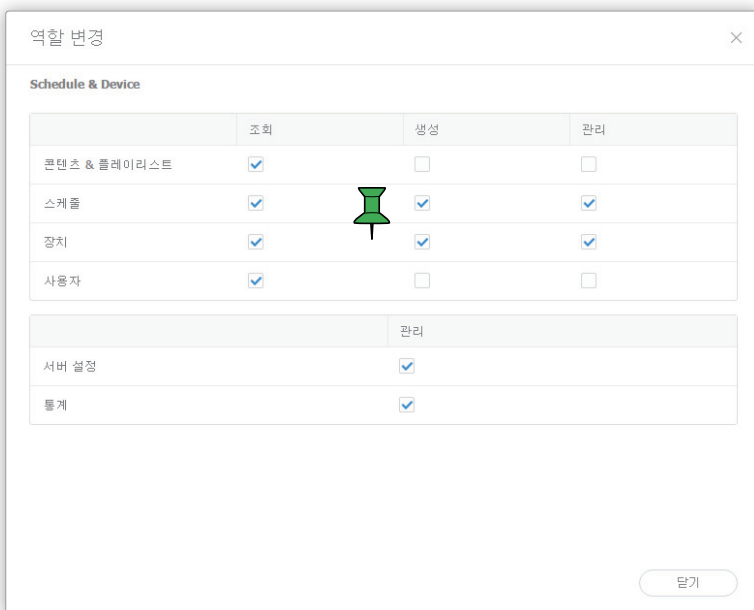 역할 변경
Schedule & Device
조회 생성 관리
콘텐츠 & 플레이리스트
스케줄
장치
사용자
관리
서버 설정
통계
닫기